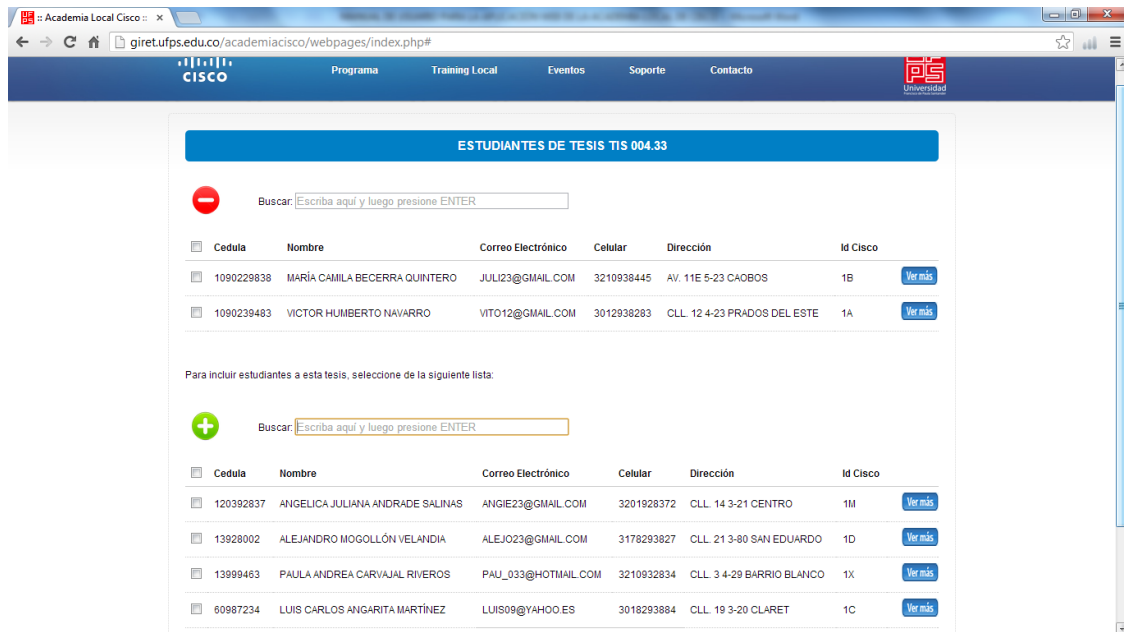 :: Academia Local Cisco ::
giret.ufps.edu.co/academiacisco/webpages/index.php#
CISCO Programa Training Local Eventos Soporte Contacto UFPS
Universidad
ESTUDIANTES DE TESIS TIS 004.33
Buscar: Escriba aquí y luego presione ENTER
Cedula Nombre Correo Electrónico Celular Dirección Id Cisco
1090229838 MARÍA CAMILA BECERRA QUINTERO JULI23@GMAIL.COM 3210938445 AV. 11E 5-23 CAOBOS 1B Ver más
1090239483 VICTOR HUMBERTO NAVARRO VITO12@GMAIL.COM 3012938283 CLL. 12 4-23 PRADOS DEL ESTE 1A Ver más
Para incluir estudiantes a esta tesis, seleccione de la siguiente lista:
Buscar: Escriba aquí y luego presione ENTER
Cedula Nombre Correo Electrónico Celular Dirección Id Cisco
120392837 ANGELICA JULIANA ANDRADE SALINAS ANGIE23@GMAIL.COM 3201928372 CLL. 14 3-21 CENTRO 1M Ver más
13928002 ALEJANDRO MOGOLLÓN VELANDIA ALEJO23@GMAIL.COM 3178293827 CLL. 21 3-80 SAN EDUARDO 1D Ver más
13999463 PAULA ANDREA CARVAJAL RIVEROS PAU_033@HOTMAIL.COM 3210932834 CLL. 3 4-29 BARRIO BLANCO 1X Ver más
60987234 LUIS CARLOS ANGARITA MARTÍNEZ LUIS09@YAHOO.ES 3018293884 CLL. 19 3-20 CLARET 1C Ver más